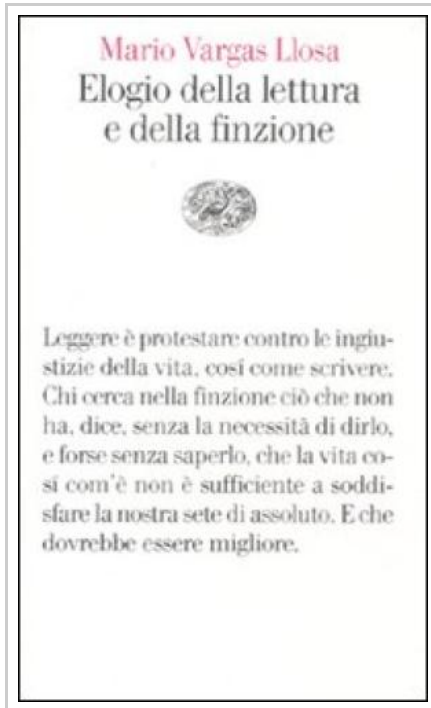 Mario Vargas Llosa
Elogio della lettura
e della finzione
Leggere è protestare contro le ingiu-
stizie della vita, cosí come scrivere.
Chi cerca nella finzione ciò che non
ha, dice, senza la necessità di dirlo,
e forse senza saperlo, che la vita co-
sí com'è non è sufficiente a soddi-
sfare la nostra sete di assoluto. E che
dovrebbe essere migliore.